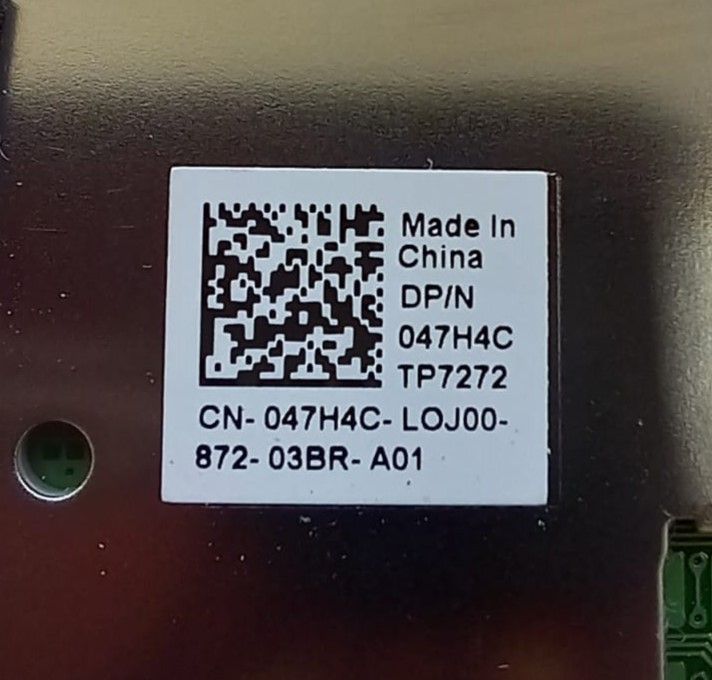 Made In
China
DP/N
047H4C
TP7272
CN- 047H4C- LOJ00-
872- 03BR- A01